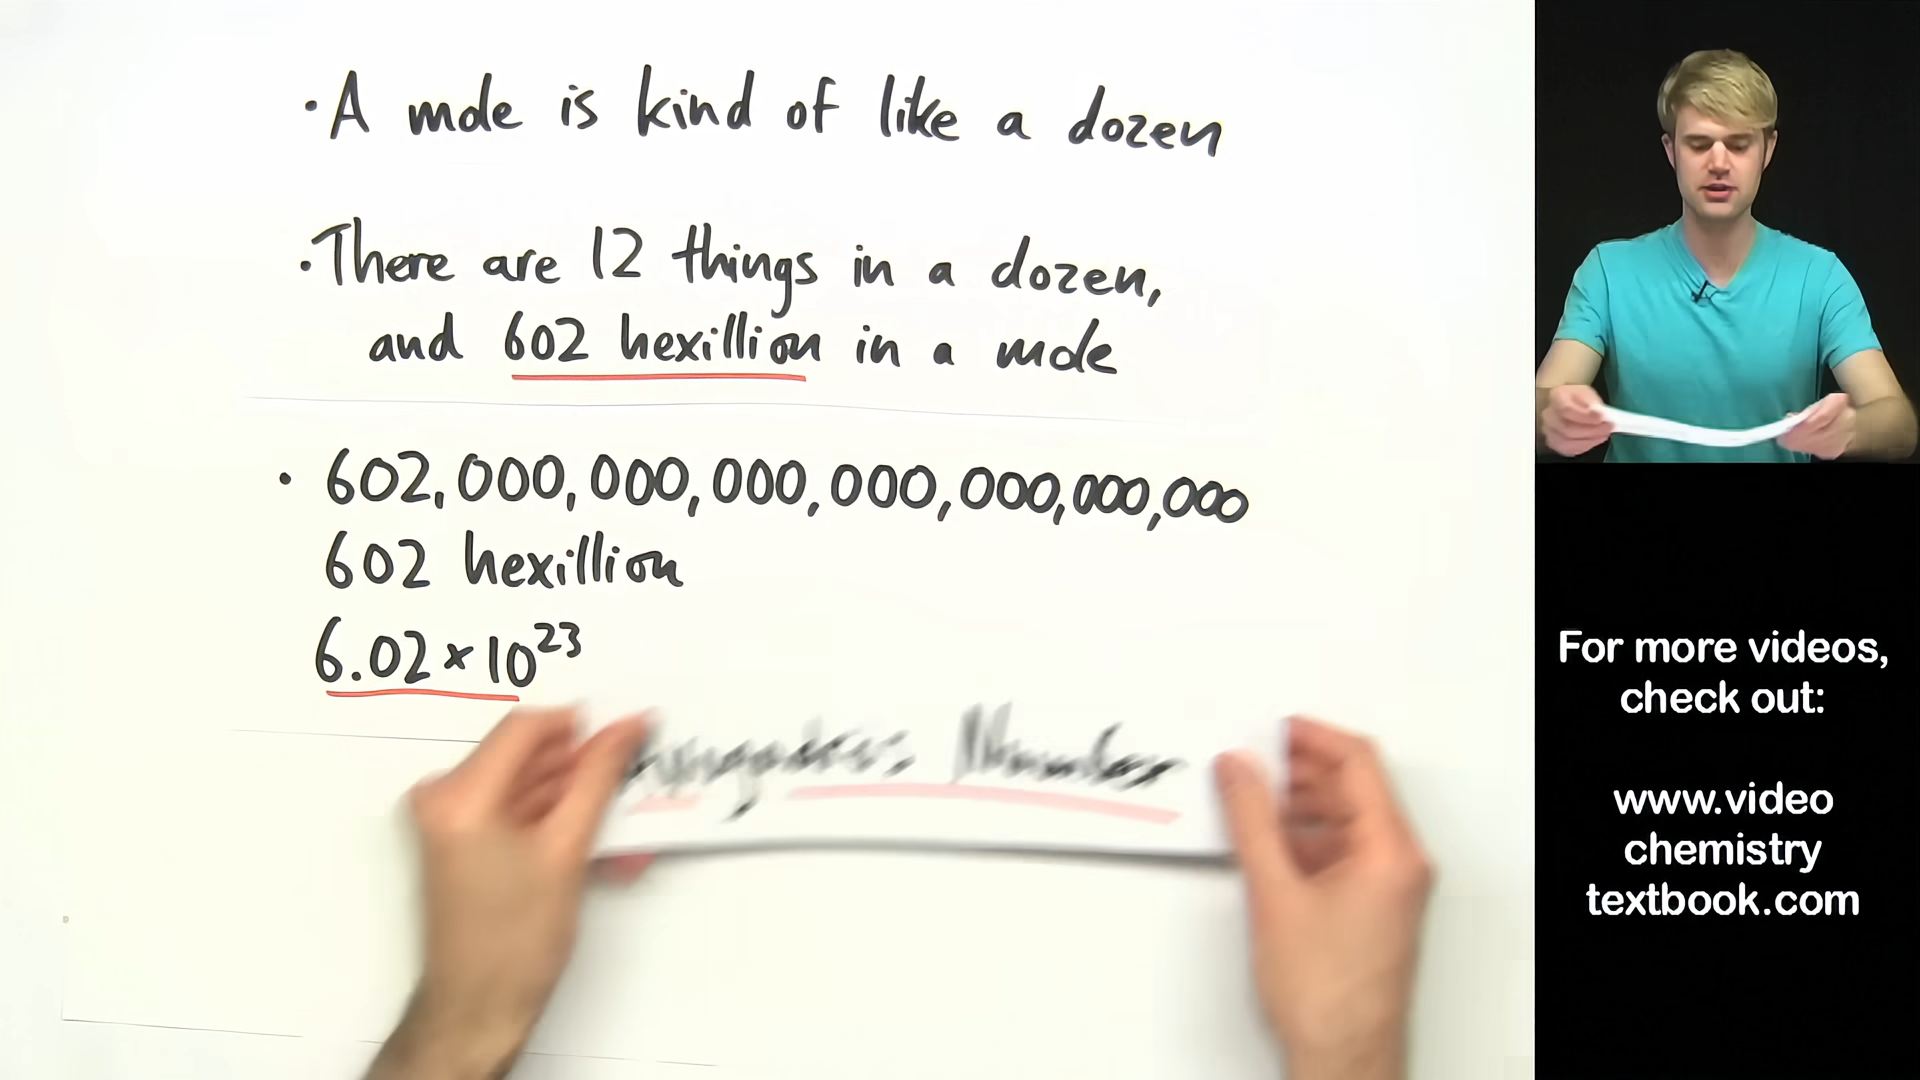 • A mole is kind of like a dozen
• There are 12 things in a dozen,
and 602 hexillion in a mole
• 602,000,000,000,000,000,000,000
602 hexillion
6.02 × 10²³
Number
For more videos,
check out:
www.video
chemistry
textbook.com